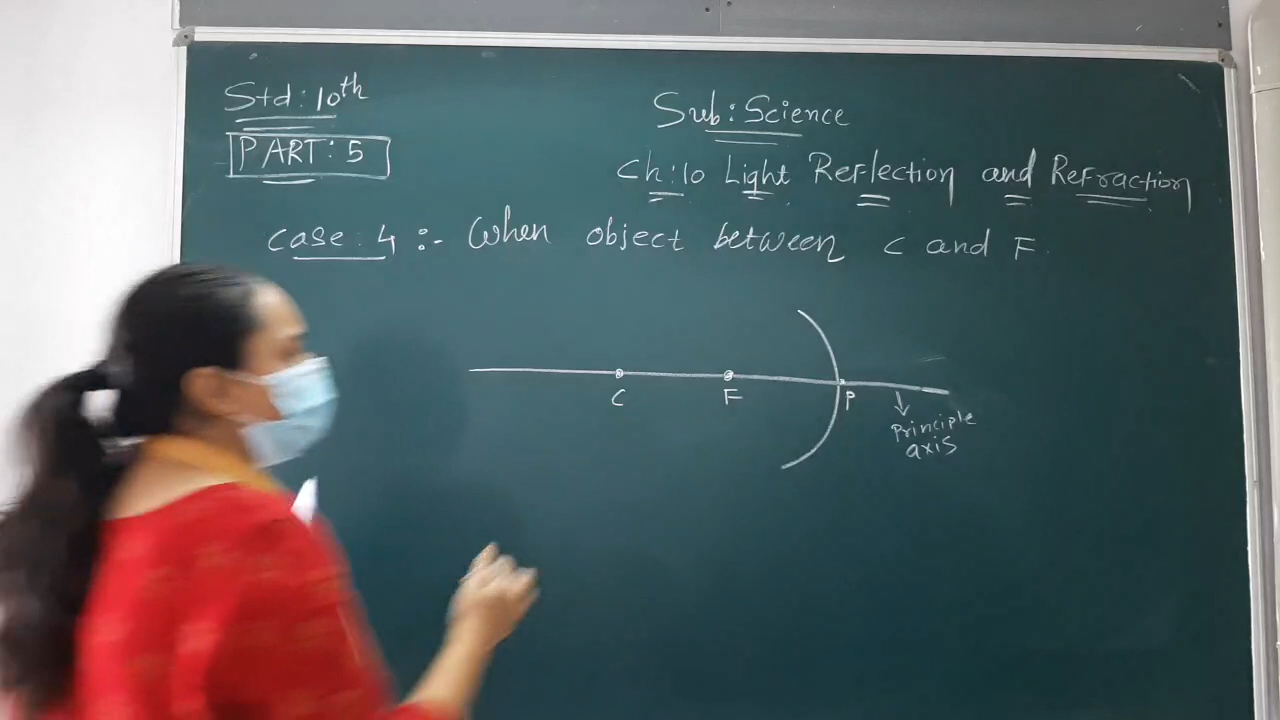 Std: 10th
PART: 5
Sub: Science
Ch: 10 Light Reflection and Refraction
Case: 4 :- When object between C and F.
C
F
P
Principle
axis